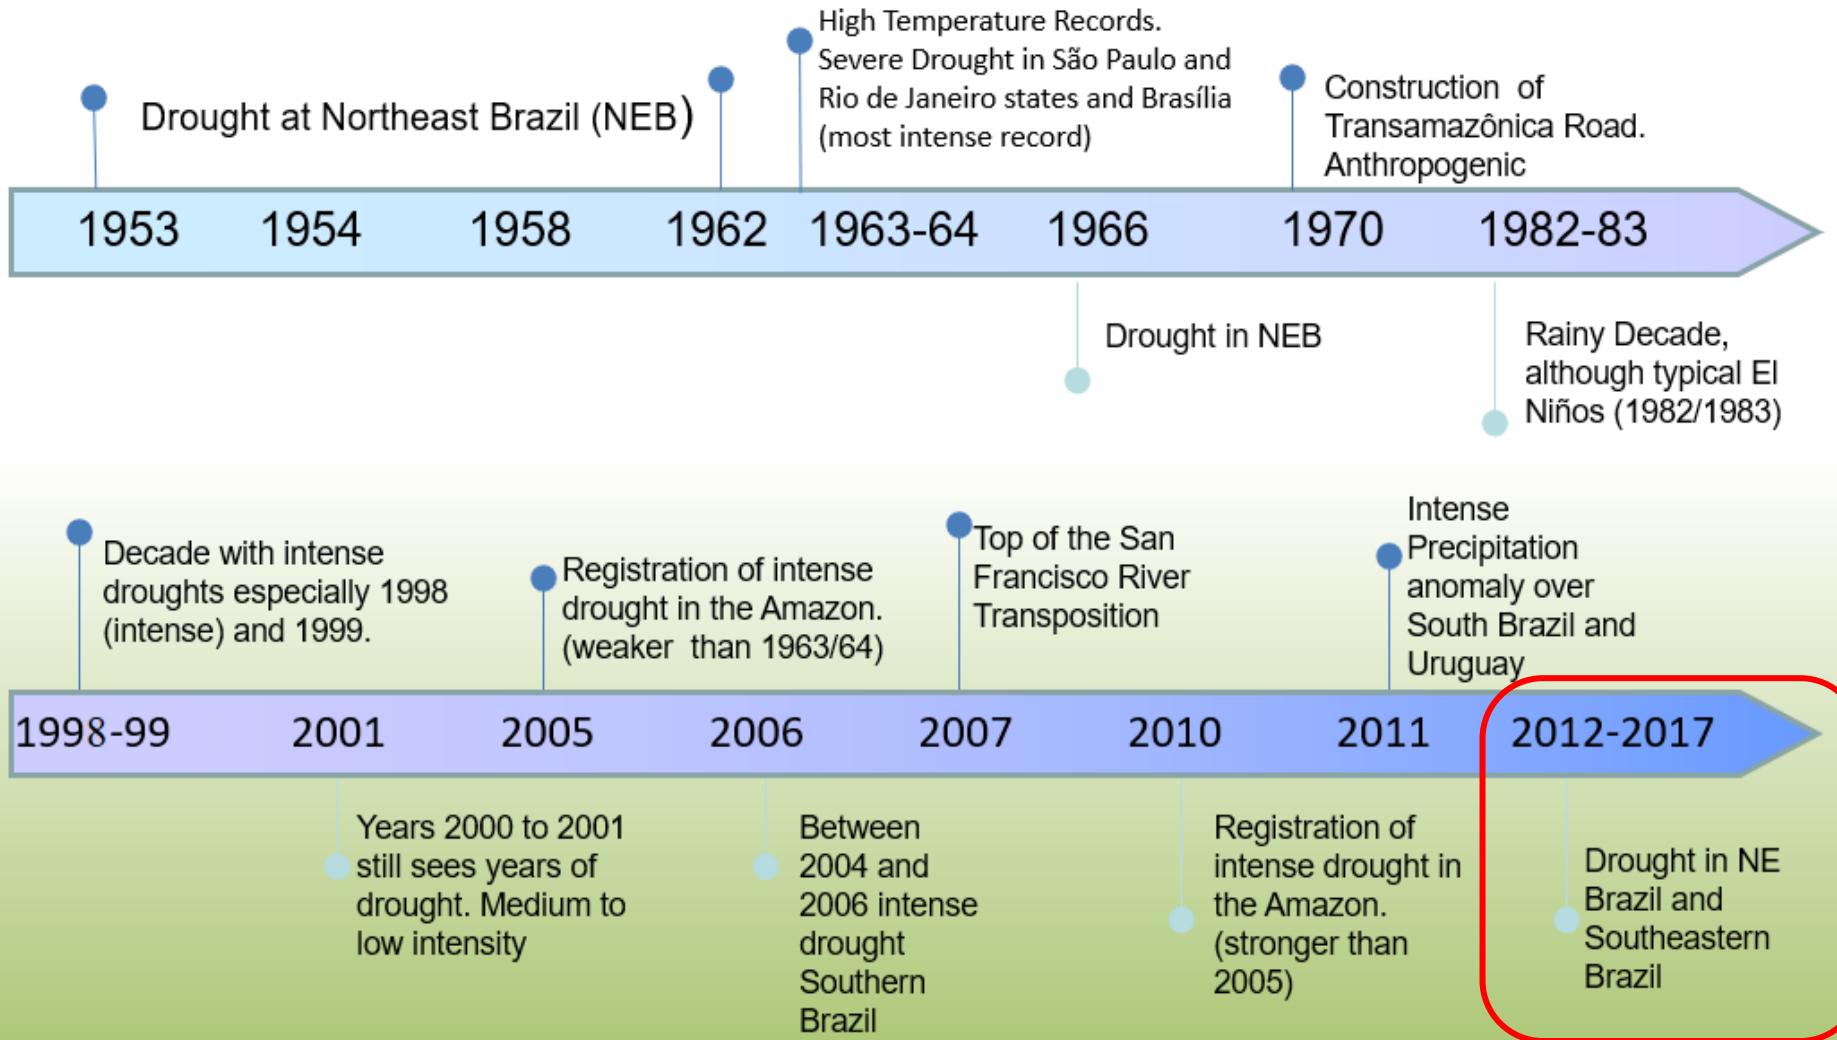 High Temperature Records.
Severe Drought in São Paulo and
Rio de Janeiro states and Brasília
(most intense record)
Drought at Northeast Brazil (NEB)
Construction of
Transamazônica Road.
Anthropogenic
1953 1954 1958 1962 1963-64 1966 1970 1982-83
Drought in NEB
Rainy Decade,
although typical El
Niños (1982/1983)
Decade with intense
droughts especially 1998
(intense) and 1999.
Registration of intense
drought in the Amazon.
(weaker than 1963/64)
Top of the San
Francisco River
Transposition
Intense
Precipitation
anomaly over
South Brazil and
Uruguay
1998-99 2001 2005 2006 2007 2010 2011 2012-2017
Years 2000 to 2001
still sees years of
drought. Medium to
low intensity
Between
2004 and
2006 intense
drought
Southern
Brazil
Registration of
intense drought in
the Amazon.
(stronger than
2005)
Drought in NE
Brazil and
Southeastern
Brazil